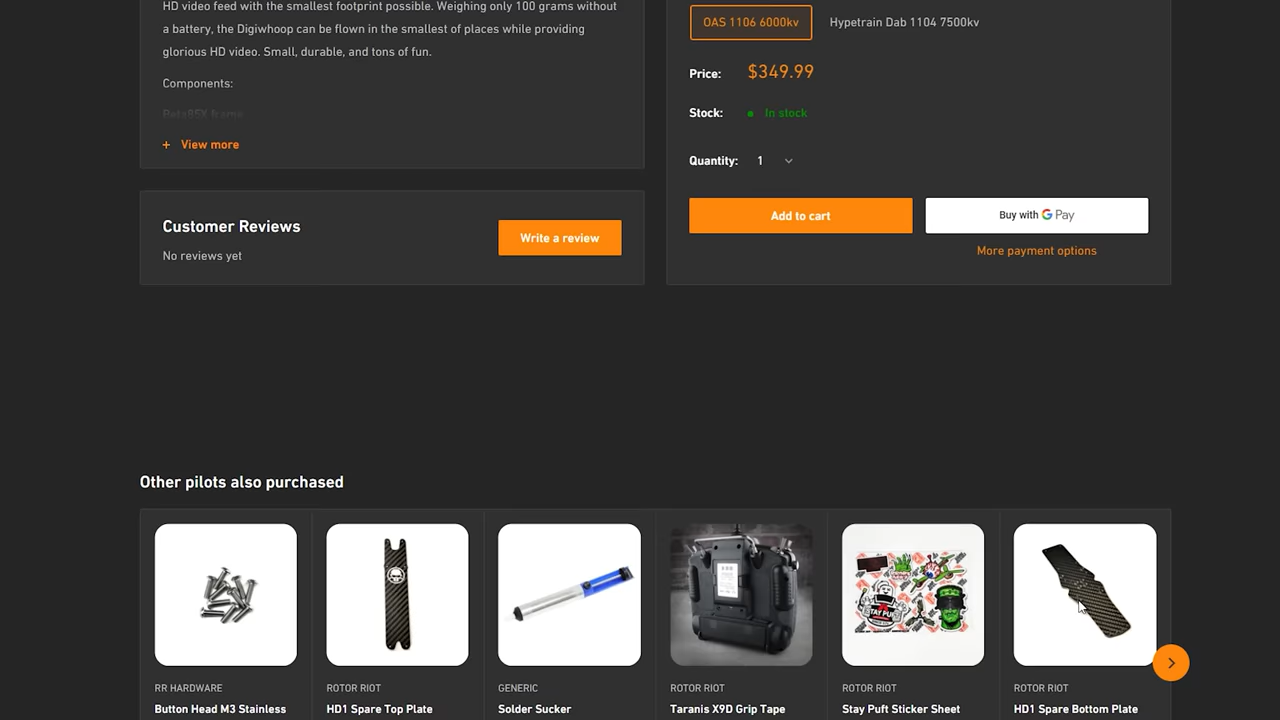 HD video feed with the smallest footprint possible. Weighing only 100 grams without
a battery, the Digiwhoop can be flown in the smallest of places while providing
glorious HD video. Small, durable, and tons of fun.
Components:
Beta85X frame
+ View more
Customer Reviews
No reviews yet
Write a review
OAS 1106 6000kv
Hypetrain Dab 1104 7500kv
Price: $349.99
Stock: In stock
Quantity: 1
Add to cart
Buy with G Pay
More payment options
Other pilots also purchased
RR HARDWARE
Button Head M3 Stainless
ROTOR RIOT
HD1 Spare Top Plate
GENERIC
Solder Sucker
ROTOR RIOT
Taranis X9D Grip Tape
STAY PUFT
ROTOR RIOT
Stay Puft Sticker Sheet
ROTOR RIOT
HD1 Spare Bottom Plate